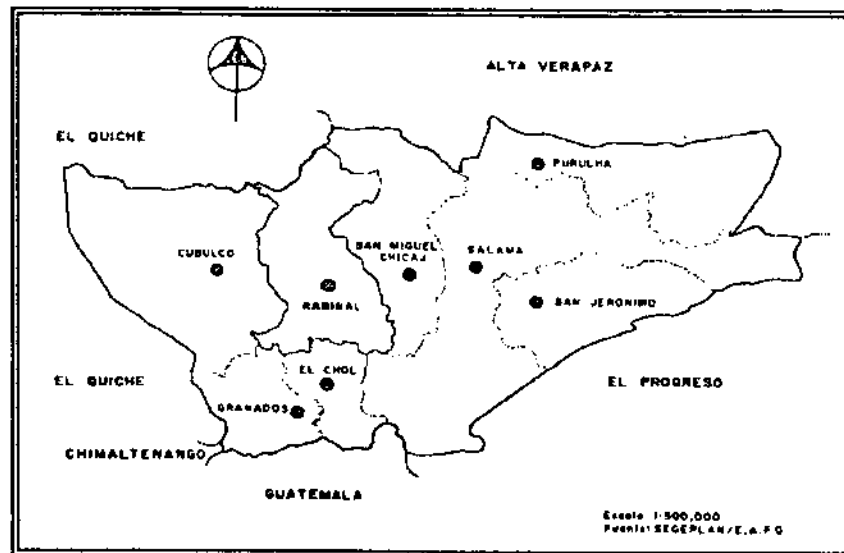 ALTA VERAPAZ
EL QUICHE
PURULHA
SAN MIGUEL
CHICAJ
SALAMA
CUBULCO
RABINAL
SAN JERONIMO
EL CHOL
EL QUICHE
EL PROGRESO
GRANADOS
CHIMALTENANGO
GUATEMALA
Escala 1:500,000
Fuente: SEGEPLAN/E.A.P.G